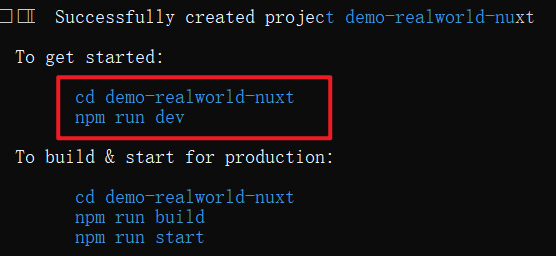 Successfully created project demo-realworld-nuxt
To get started:
cd demo-realworld-nuxt
npm run dev
To build & start for production:
cd demo-realworld-nuxt
npm run build
npm run start